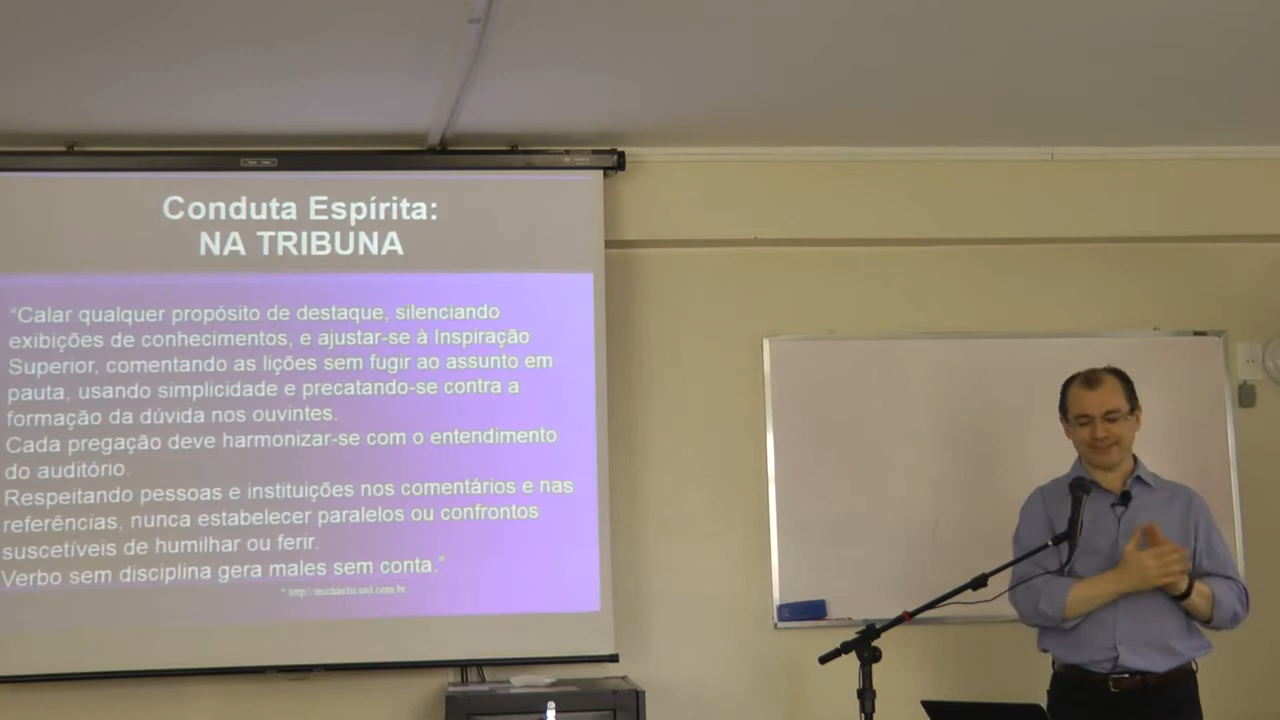 Conduta Espírita:
NA TRIBUNA
“Calar qualquer propósito de destaque, silenciando
exibições de conhecimentos, e ajustar-se à Inspiração
Superior, comentando as lições sem fugir ao assunto em
pauta, usando simplicidade e precatando-se contra a
formação da dúvida nos ouvintes.
Cada pregação deve harmonizar-se com o entendimento
do auditório.
Respeitando pessoas e instituições nos comentários e nas
referências, nunca estabelecer paralelos ou confrontos
suscetíveis de humilhar ou ferir.
Verbo sem disciplina gera males sem conta.”